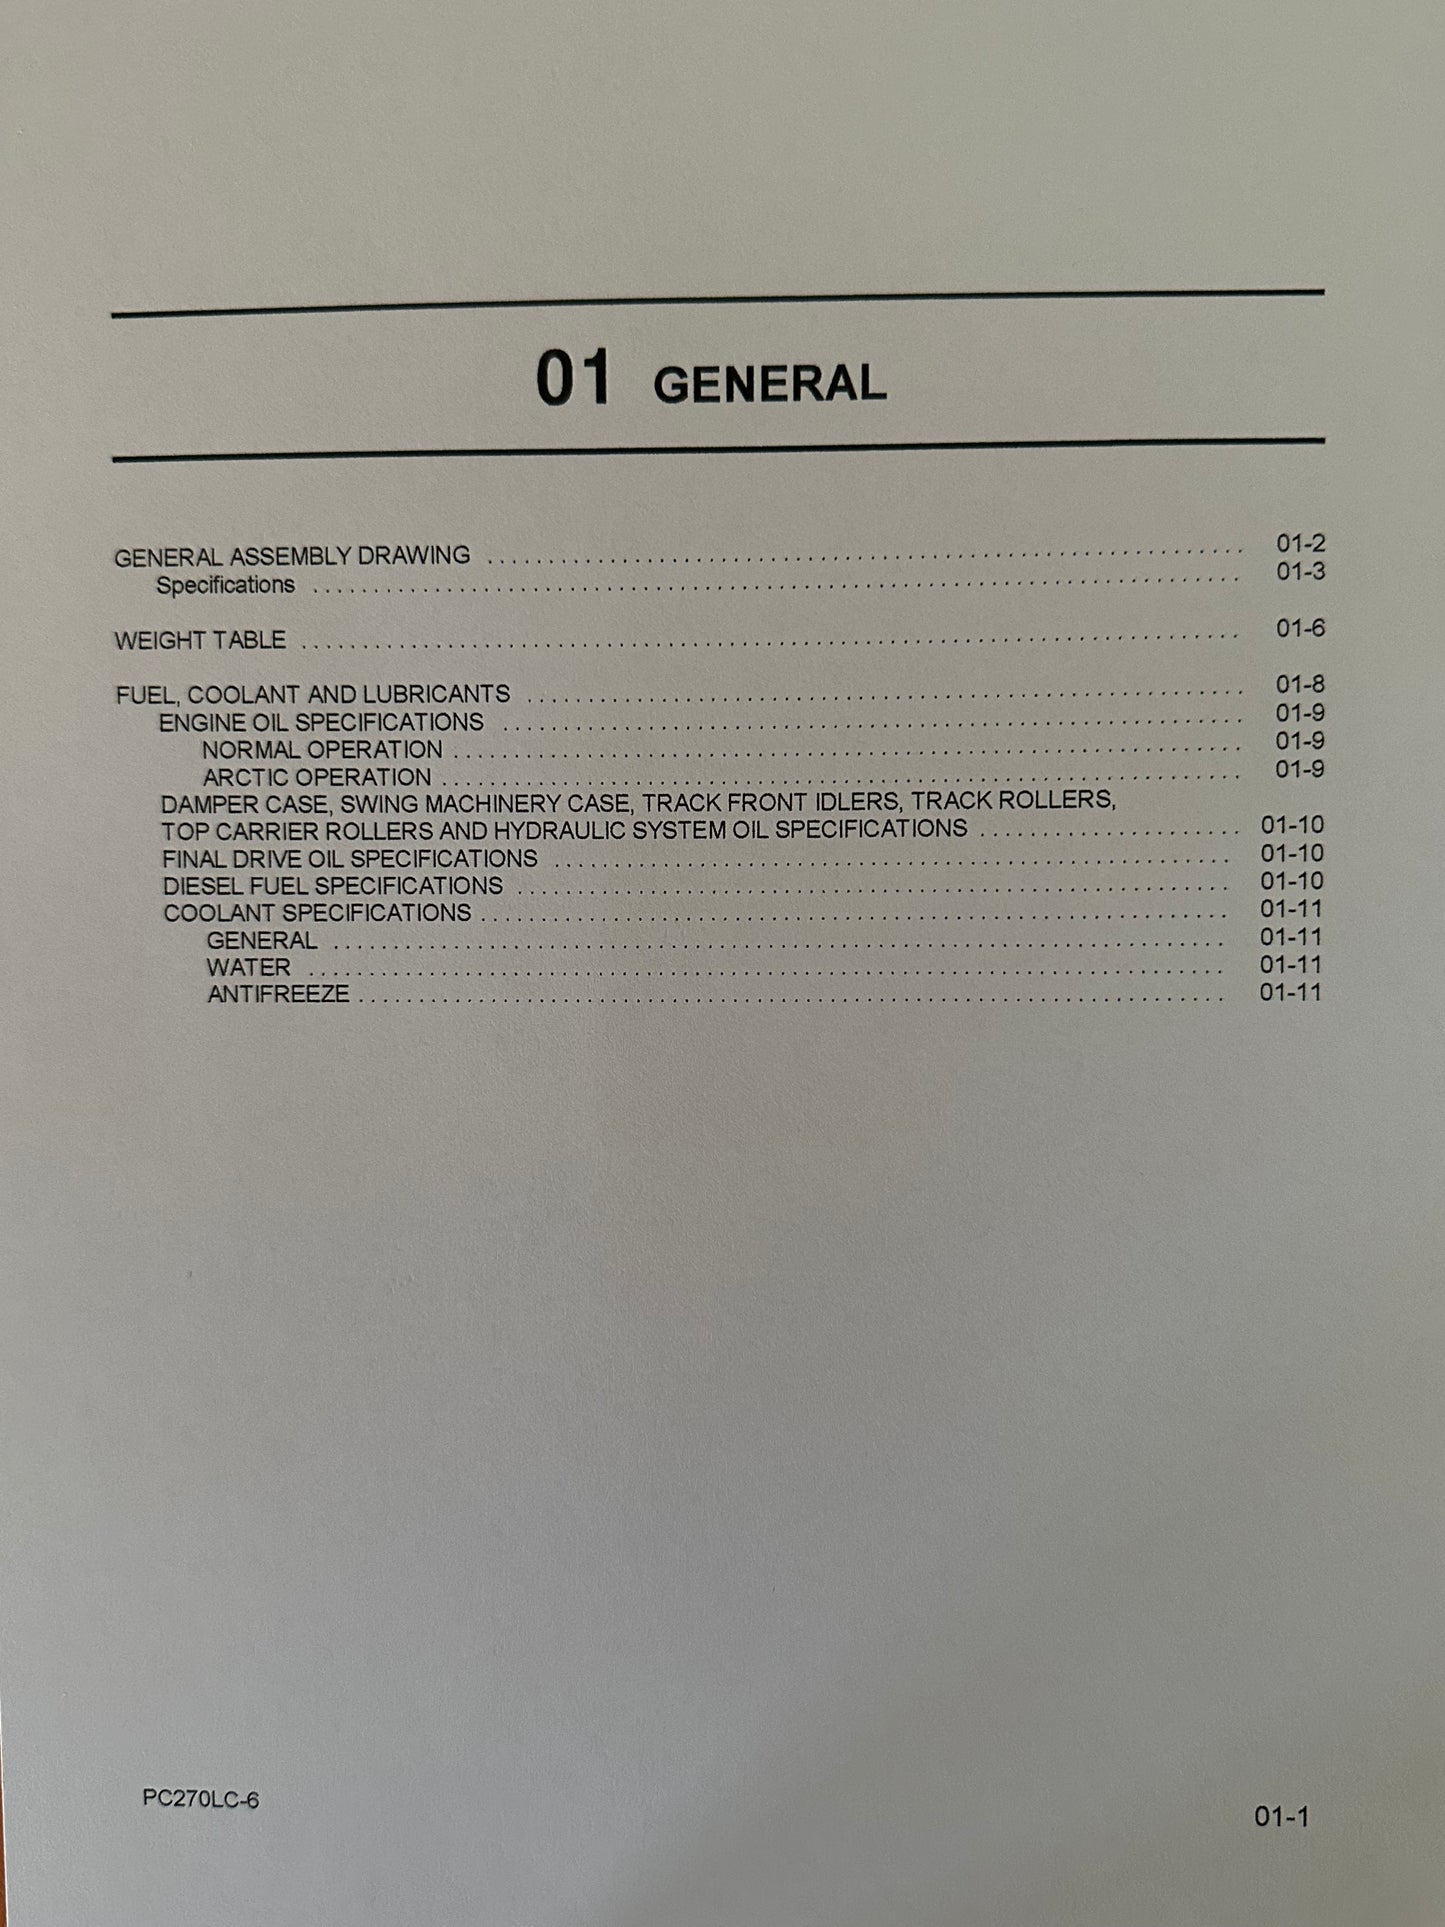 01 GENERAL
GENERAL ASSEMBLY DRAWING ........ 01-2
Specifications ........ 01-3
WEIGHT TABLE ........ 01-6
FUEL, COOLANT AND LUBRICANTS ........ 01-8
ENGINE OIL SPECIFICATIONS ........ 01-9
NORMAL OPERATION ........ 01-9
ARCTIC OPERATION ........ 01-9
DAMPER CASE, SWING MACHINERY CASE, TRACK FRONT IDLERS, TRACK ROLLERS,
TOP CARRIER ROLLERS AND HYDRAULIC SYSTEM OIL SPECIFICATIONS ........ 01-10
FINAL DRIVE OIL SPECIFICATIONS ........ 01-10
DIESEL FUEL SPECIFICATIONS ........ 01-10
COOLANT SPECIFICATIONS ........ 01-11
GENERAL ........ 01-11
WATER ........ 01-11
ANTIFREEZE ........ 01-11
PC270LC-6
01-1